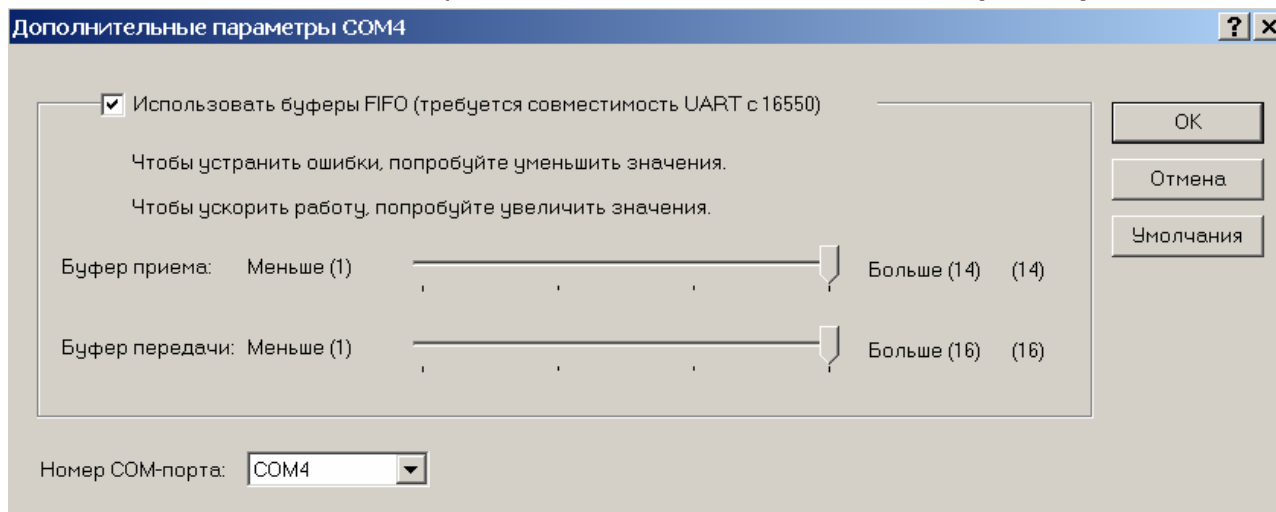 Дополнительные параметры COM4
Использовать буферы FIFO (требуется совместимость UART с 16550)
OK
Чтобы устранить ошибки, попробуйте уменьшить значения.
Отмена
Чтобы ускорить работу, попробуйте увеличить значения.
Умолчания
Буфер приема: Меньше (1) Больше (14) (14)
Буфер передачи: Меньше (1) Больше (16) (16)
Номер COM-порта: COM4